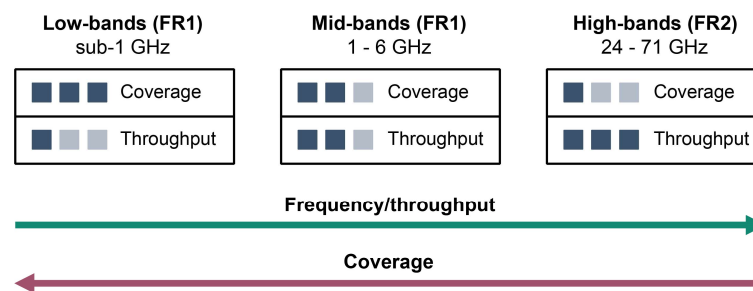 Low-bands (FR1)
sub-1 GHz
Coverage
Throughput
Mid-bands (FR1)
1 - 6 GHz
Coverage
Throughput
High-bands (FR2)
24 - 71 GHz
Coverage
Throughput
Frequency/throughput
Coverage